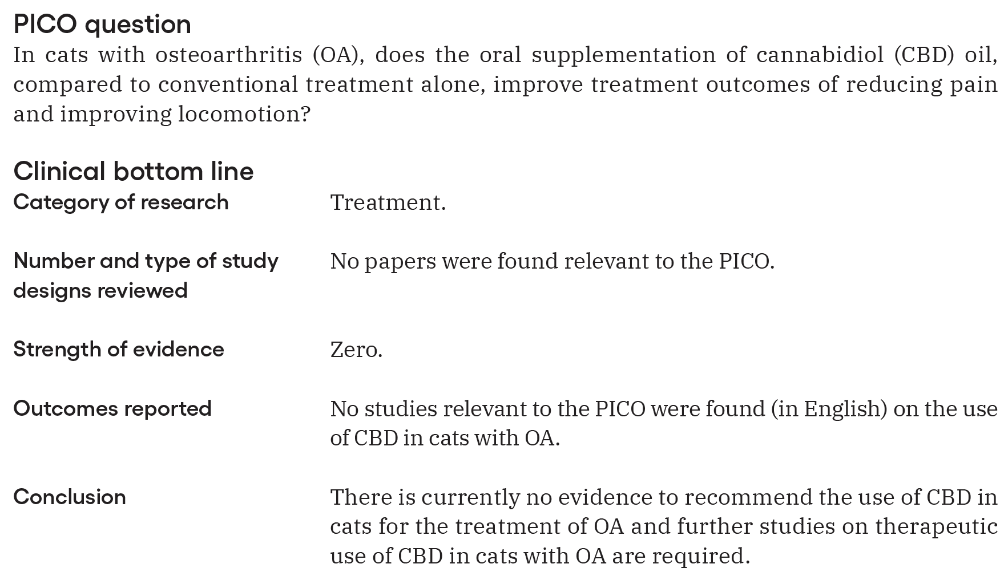 PICO question
In cats with osteoarthritis (OA), does the oral supplementation of cannabidiol (CBD) oil,
compared to conventional treatment alone, improve treatment outcomes of reducing pain
and improving locomotion?
Clinical bottom line
Category of research
Treatment.
Number and type of study
designs reviewed
No papers were found relevant to the PICO.
Strength of evidence
Zero.
Outcomes reported
No studies relevant to the PICO were found (in English) on the use
of CBD in cats with OA.
Conclusion
There is currently no evidence to recommend the use of CBD in
cats for the treatment of OA and further studies on therapeutic
use of CBD in cats with OA are required.